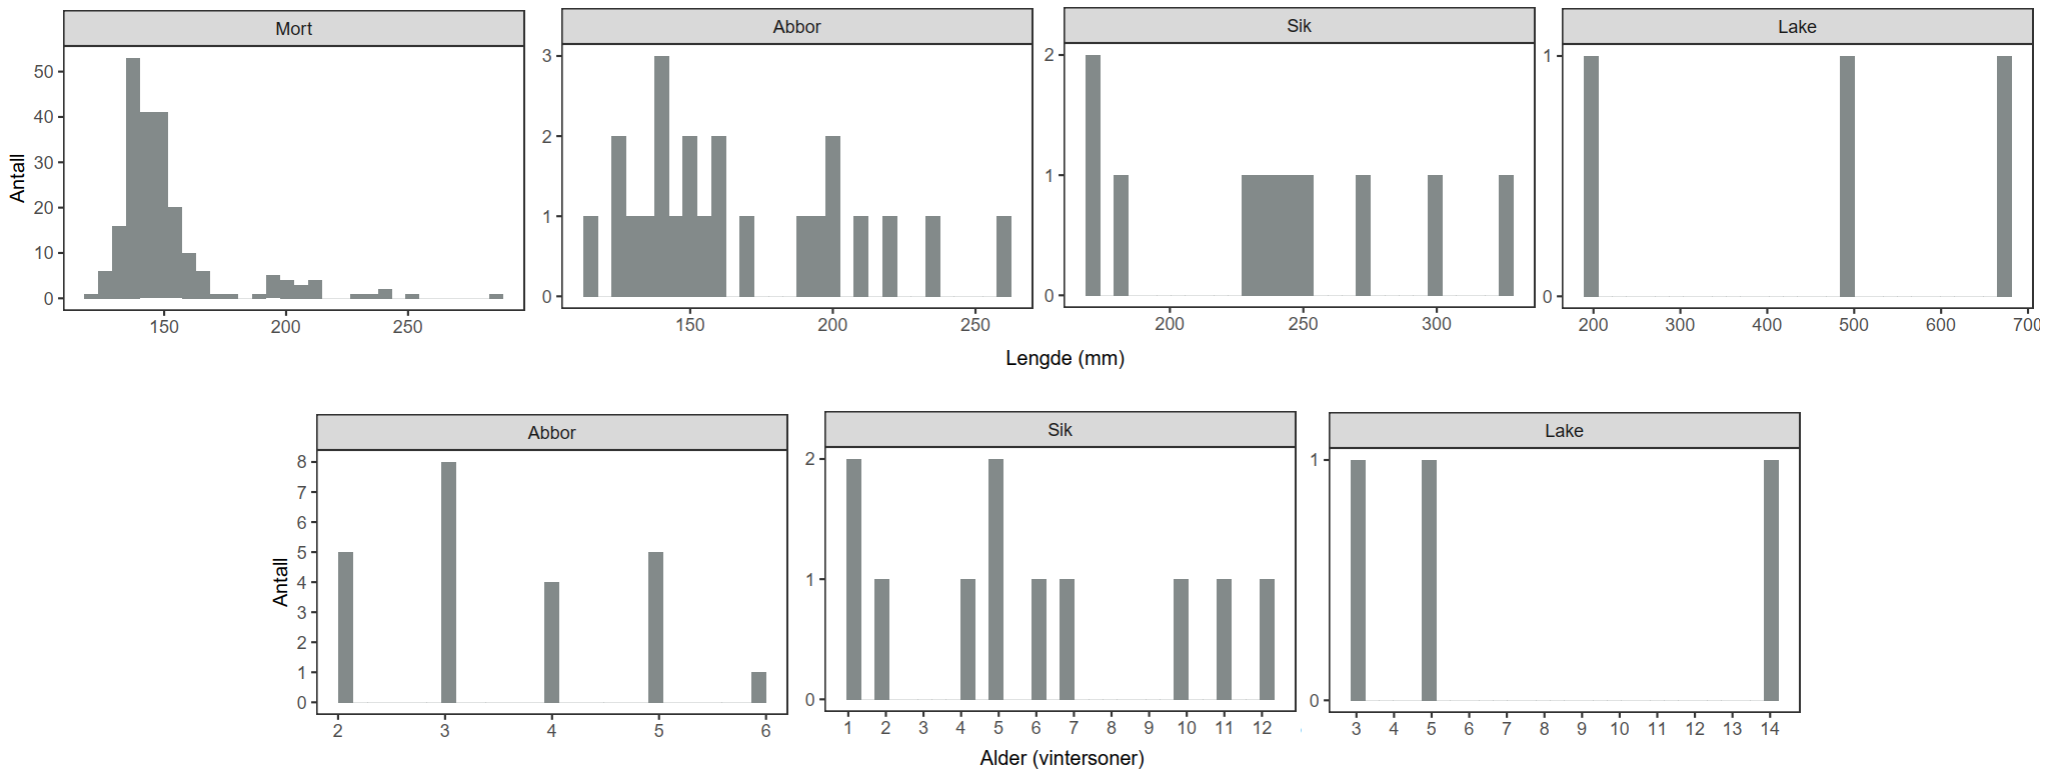 Mort Abbor Sik Lake
Antall
50
40
30
20
10
0
150 200 250
3
2
1
0
150 200 250
2
1
0
200 250 300
1
0
200 300 400 500 600 700
Lengde (mm)
Abbor Sik Lake
Antall
8
7
6
5
4
3
2
1
0
2 3 4 5 6
2
1
0
1 2 3 4 5 6 7 8 9 10 11 12
1
0
3 4 5 6 7 8 9 10 11 12 13 14
Alder (vintersoner)